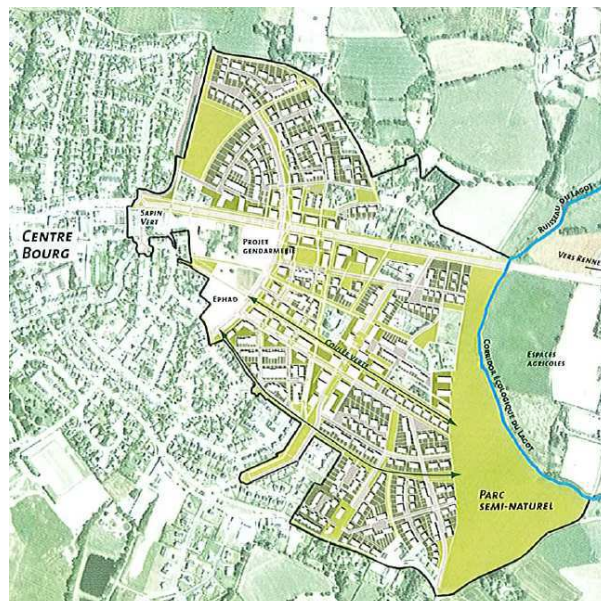 RUISSEAU DU LAGOT
SAPIN
VERT
CENTRE
BOURG
PROJET
GENDARMERIE
VERS RENNE
EPHAD
COULÉE VERTE
ESPACES
AGRICOLES
CORRIDOR ÉCOLOGIQUE DU LAGOT
PARC
SEMI-NATUREL